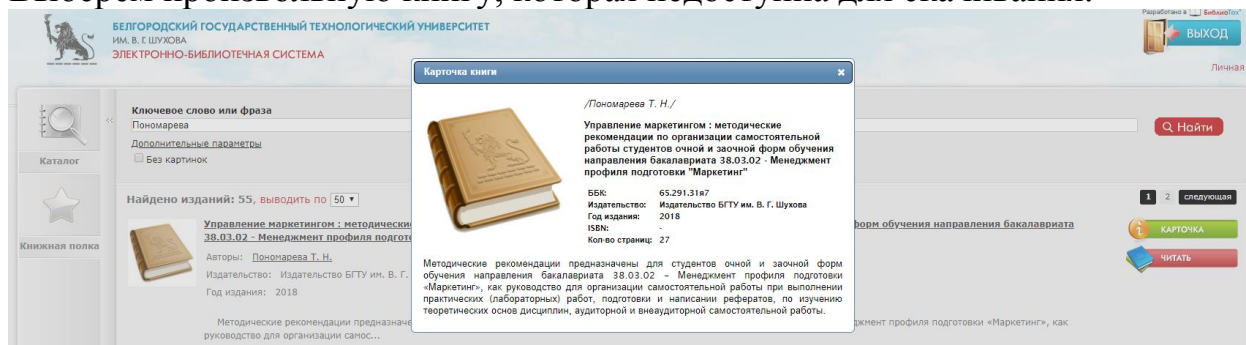 Выберем произвольную книгу, которая недоступна для скачивания.
Разработано в БиблиоТех
БЕЛГОРОДСКИЙ ГОСУДАРСТВЕННЫЙ ТЕХНОЛОГИЧЕСКИЙ УНИВЕРСИТЕТ
ИМ. В. Г. ШУХОВА
ЭЛЕКТРОННО-БИБЛИОТЕЧНАЯ СИСТЕМА
ВЫХОД
Личная
Карточка книги
/Пономарева Т. Н./
Управление маркетингом : методические
рекомендации по организации самостоятельной
работы студентов очной и заочной форм обучения
направления бакалавриата 38.03.02 - Менеджмент
профиля подготовки "Маркетинг"
ББК: 65.291.31я7
Издательство: Издательство БГТУ им. В. Г. Шухова
Год издания: 2018
ISBN: -
Кол-во страниц: 27
Методические рекомендации предназначены для студентов очной и заочной форм
обучения направления бакалавриата 38.03.02 – Менеджмент профиля подготовки
«Маркетинг», как руководство для организации самостоятельной работы при выполнении
практических (лабораторных) работ, подготовки и написании рефератов, по изучению
теоретических основ дисциплин, аудиторной и внеаудиторной самостоятельной работы.
Каталог
Книжная полка
Ключевое слово или фраза
Пономарева
Дополнительные параметры
Без картинок
Найти
Найдено изданий: 55, выводить по 50
1 2 следующая
Управление маркетингом : методические форм обучения направления бакалавриата
38.03.02 - Менеджмент профиля
КАРТОЧКА
ЧИТАТЬ
Авторы: Пономарева Т. Н.
Издательство: Издательство БГТУ им. В. Г.
Год издания: 2018
Методические рекомендации профиля подготовки «Маркетинг», как
руководство для организации самос...